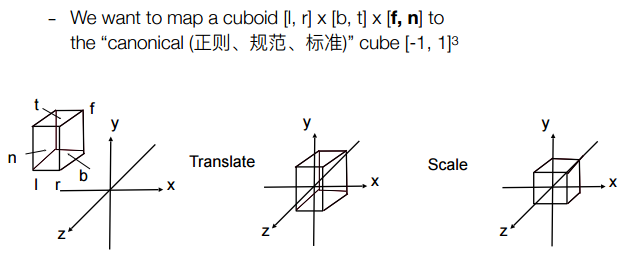 – We want to map a cuboid [l, r] x [b, t] x [f, n] to
the “canonical (正则、规范、标准)” cube [-1, 1]³
t
f
y
y
y
n
Translate
Scale
b
l
r
x
x
x
z
z
z